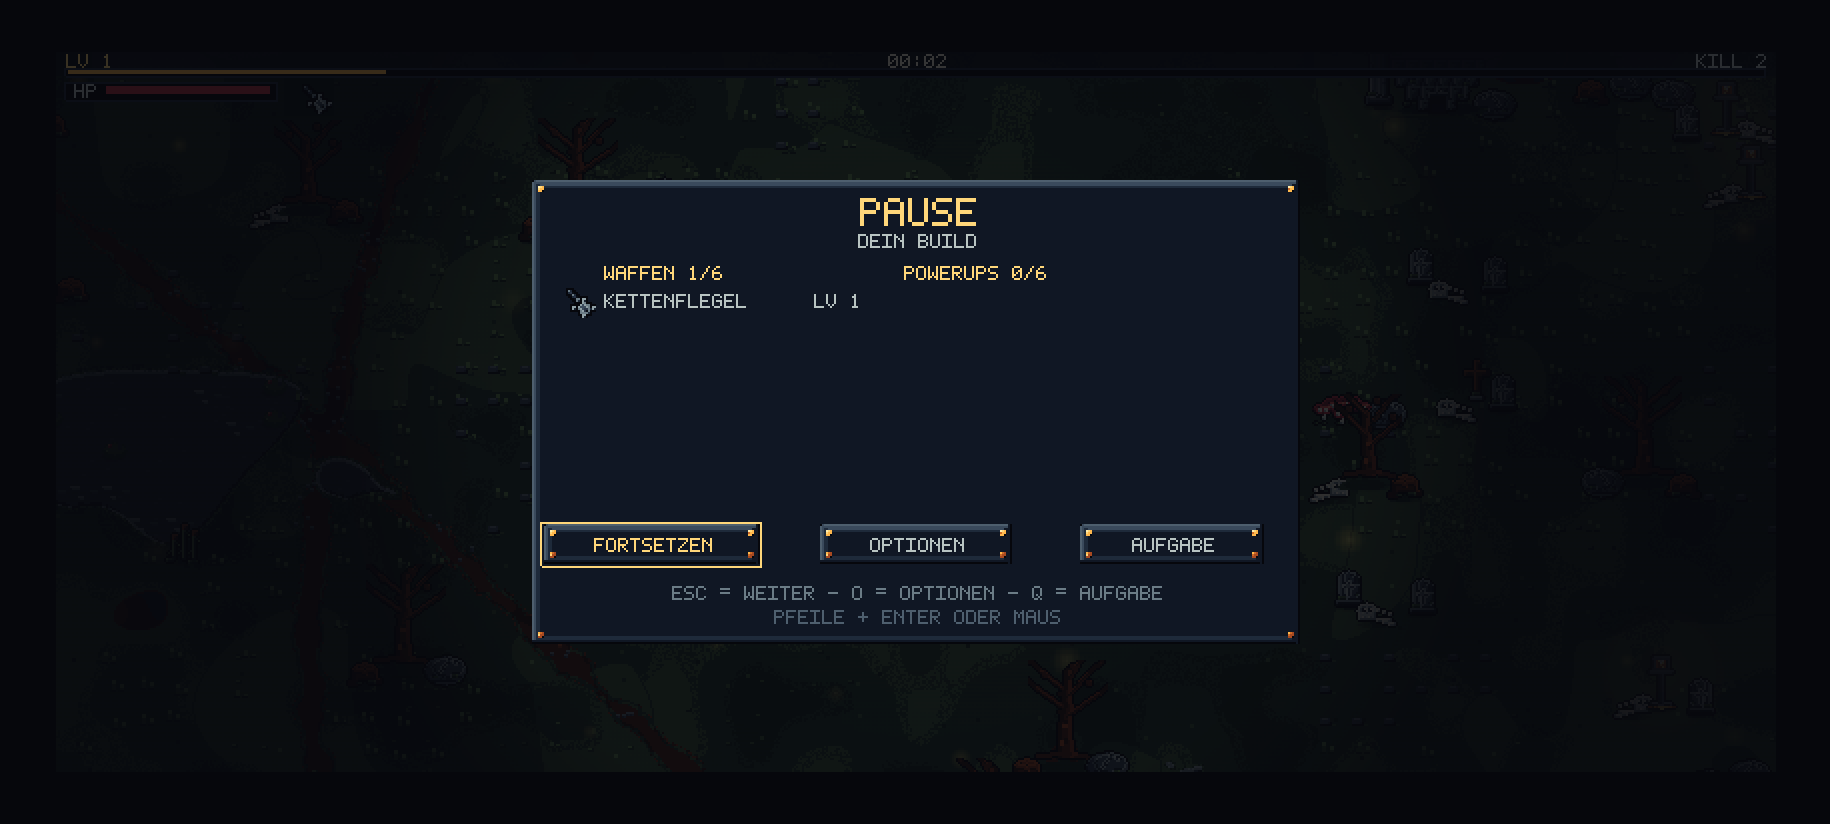 LV 1
00:02
KILL 2
HP
PAUSE
DEIN BUILD
WAFFEN 1/6
POWERUPS 0/6
KETTENFLEGEL LV 1
FORTSETZEN
OPTIONEN
AUFGABE
ESC = WEITER - O = OPTIONEN - Q = AUFGABE
PFEILE + ENTER ODER MAUS